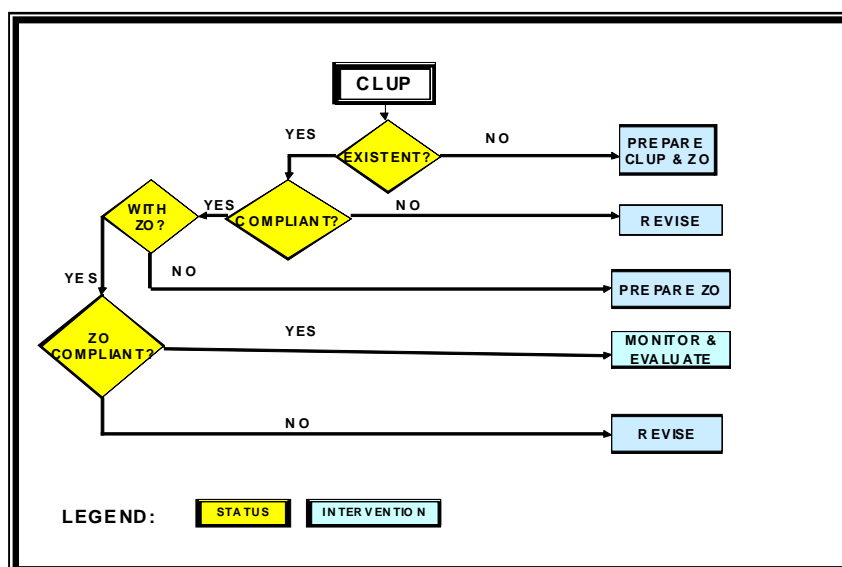 CLUP
YES
NO
EXISTENT?
PREPARE
CLUP & ZO
WITH
ZO?
YES
COMPLIANT?
NO
REVISE
YES
NO
PREPARE ZO
ZO
COMPLIANT?
YES
MONITOR &
EVALUATE
NO
REVISE
LEGEND:
STATUS
INTERVENTION